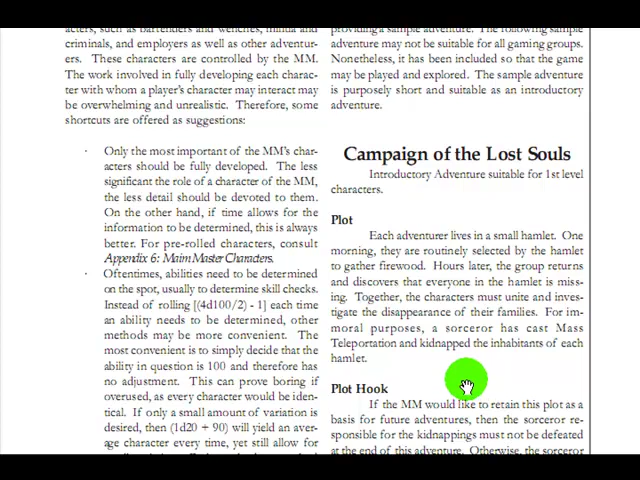 acters, such as bartenders and wenches, militia and
criminals, and employers as well as other adventur-
ers. These characters are controlled by the MM.
The work involved in fully developing each charac-
ter with whom a player's character may interact may
be overwhelming and unrealistic. Therefore, some
shortcuts are offered as suggestions:
· Only the most important of the MM's char-
acters should be fully developed. The less
significant the role of a character of the MM,
the less detail should be devoted to them.
On the other hand, if time allows for the
information to be determined, this is always
better. For pre-rolled characters, consult
Appendix 6: Maim Master Characters.
· Oftentimes, abilities need to be determined
on the spot, usually to determine skill checks.
Instead of rolling [(4d100/2) - 1] each time
an ability needs to be determined, other
methods may be more convenient. The
most convenient is to simply decide that the
ability in question is 100 and therefore has
no adjustment. This can prove boring if
overused, as every character would be iden-
tical. If only a small amount of variation is
desired, then (1d20 + 90) will yield an aver-
age character every time, yet still allow for
providing a sample adventure. The following sample
adventure may not be suitable for all gaming groups.
Nonetheless, it has been included so that the game
may be played and explored. The sample adventure
is purposely short and suitable as an introductory
adventure.
Campaign of the Lost Souls
Introductory Adventure suitable for 1st level
characters.
Plot
Each adventurer lives in a small hamlet. One
morning, they are routinely selected by the hamlet
to gather firewood. Hours later, the group returns
and discovers that everyone in the hamlet is miss-
ing. Together, the characters must unite and inves-
tigate the disappearance of their families. For im-
moral purposes, a sorcerer has cast Mass
Teleportation and kidnapped the inhabitants of each
hamlet.
Plot Hook
If the MM would like to retain this plot as a
basis for future adventures, then the sorcerer re-
sponsible for the kidnappings must not be defeated
at the end of this adventure. Otherwise, the sorcerer